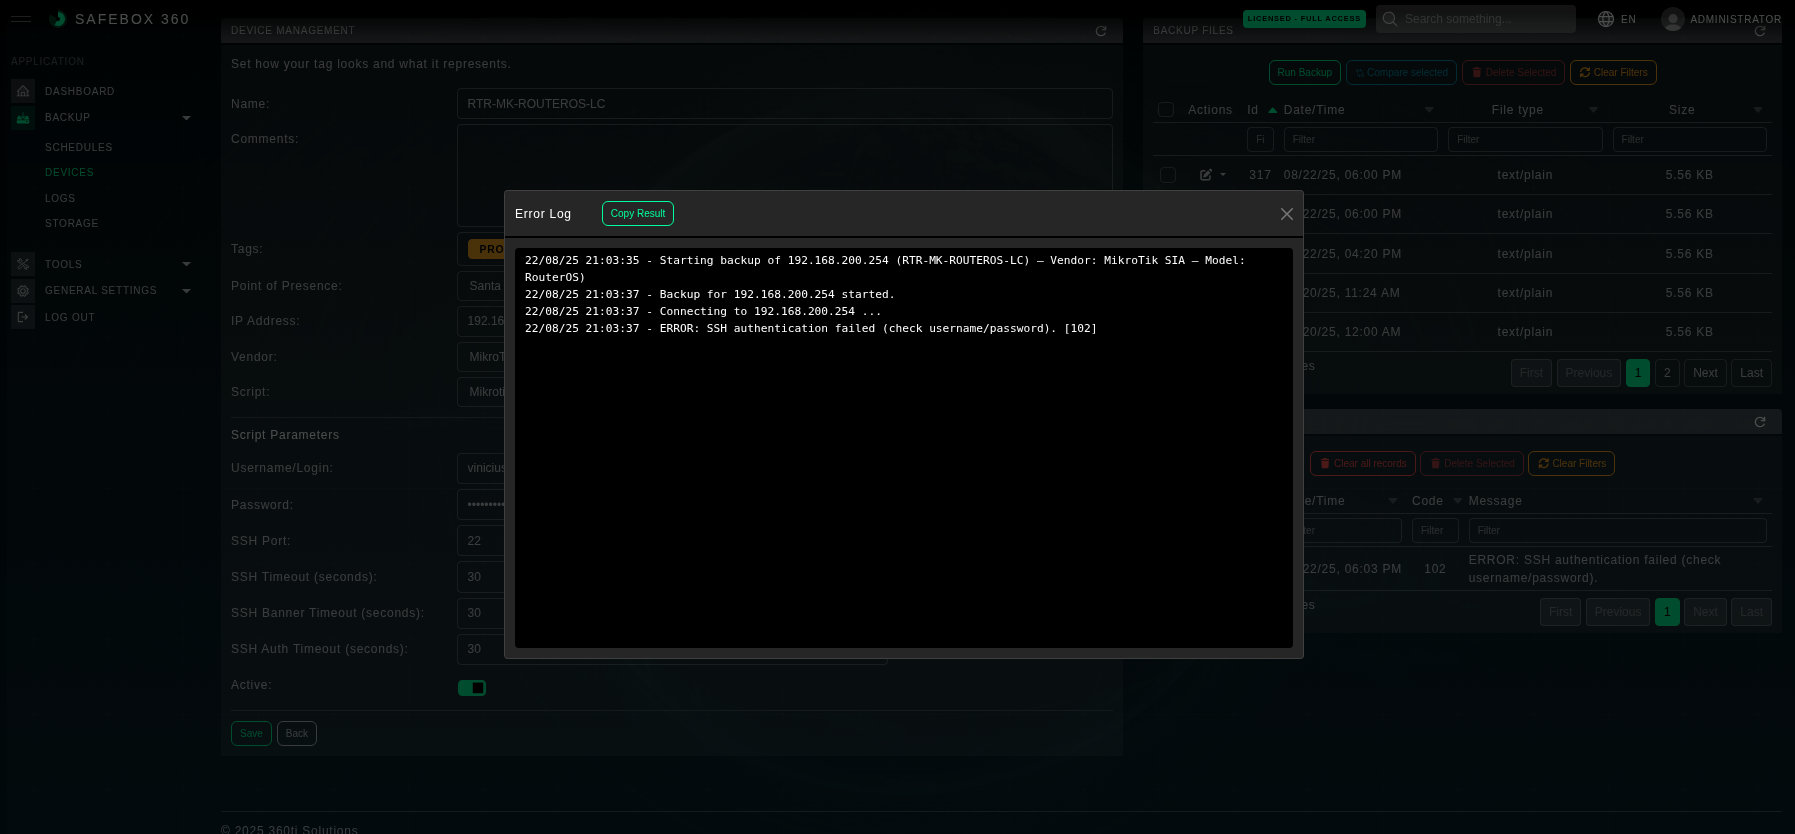 SAFEBOX 360
LICENSED - FULL ACCESS
Search something...
EN
ADMINISTRATOR
APPLICATION
DASHBOARD
BACKUP
SCHEDULES
DEVICES
LOGS
STORAGE
TOOLS
GENERAL SETTINGS
LOG OUT
DEVICE MANAGEMENT
Set how your tag looks and what it represents.
Name:
RTR-MK-ROUTEROS-LC
Comments:
Tags:
PRO
Point of Presence:
Santa
IP Address:
192.16
Vendor:
MikroT
Script:
Mikroti
Script Parameters
Username/Login:
vinicius
Password:
SSH Port:
22
SSH Timeout (seconds):
30
SSH Banner Timeout (seconds):
30
SSH Auth Timeout (seconds):
30
Active:
Save
Back
Error Log
Copy Result
22/08/25 21:03:35 - Starting backup of 192.168.200.254 (RTR-MK-ROUTEROS-LC) — Vendor: MikroTik SIA — Model:
RouterOS)
22/08/25 21:03:37 - Backup for 192.168.200.254 started.
22/08/25 21:03:37 - Connecting to 192.168.200.254 ...
22/08/25 21:03:37 - ERROR: SSH authentication failed (check username/password). [102]
BACKUP FILES
Run Backup
Compare selected
Delete Selected
Clear Filters
Actions Id Date/Time File type Size
Fi Filter Filter Filter
317 08/22/25, 06:00 PM text/plain 5.56 KB
22/25, 06:00 PM text/plain 5.56 KB
22/25, 04:20 PM text/plain 5.56 KB
20/25, 11:24 AM text/plain 5.56 KB
20/25, 12:00 AM text/plain 5.56 KB
es
First Previous 1 2 Next Last
Clear all records
Delete Selected
Clear Filters
e/Time Code Message
ter Filter Filter
22/25, 06:03 PM 102 ERROR: SSH authentication failed (check
username/password).
es
First Previous 1 Next Last
© 2025 360ti Solutions